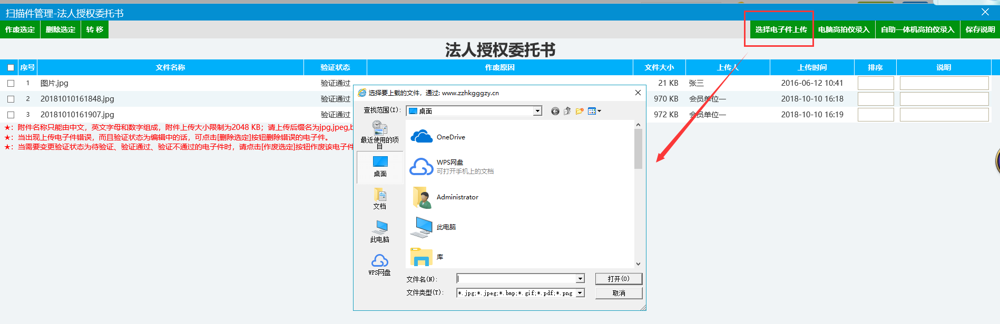 扫描件管理-法人授权委托书
作废选定 删除选定 转 移 选择电子件上传 电脑高拍仪录入 自助一体机高拍仪录入 保存说明
法人授权委托书
序号 文件名称 验证状态 作废原因 文件大小 上传人 上传时间 排序 说明
1 图片.jpg 验证通过 21 KB 张三 2016-06-12 10:41
2 20181010161848.jpg 验证通过 970 KB 会员单位一 2018-10-10 16:18
3 20181010161907.jpg 验证通过 972 KB 会员单位一 2018-10-10 16:19
★：附件名称只能由中文，英文字母和数字组成，附件上传大小限制为2048 KB；请上传后缀名为jpg,jpeg,b
★：当出现上传电子件错误，而且验证状态为编辑中的话，可点击[删除选定]按钮删除错误的电子件。
★：当需要变更验证状态为待验证、验证通过、验证不通过的电子件时，请点击[作废选定]按钮作废该电子件
选择要上载的文件，通过: www.zzhkgggzy.cn
查找范围(I): 桌面
最近使用的项
目
桌面
文档
此电脑
WPS网盘
OneDrive
WPS网盘
可打开手机上的文档
Administrator
此电脑
库
文件名(N): 打开(O)
文件类型(T): *.jpg;*.jpeg;*.bmp;*.gif;*.pdf;*.png 取消